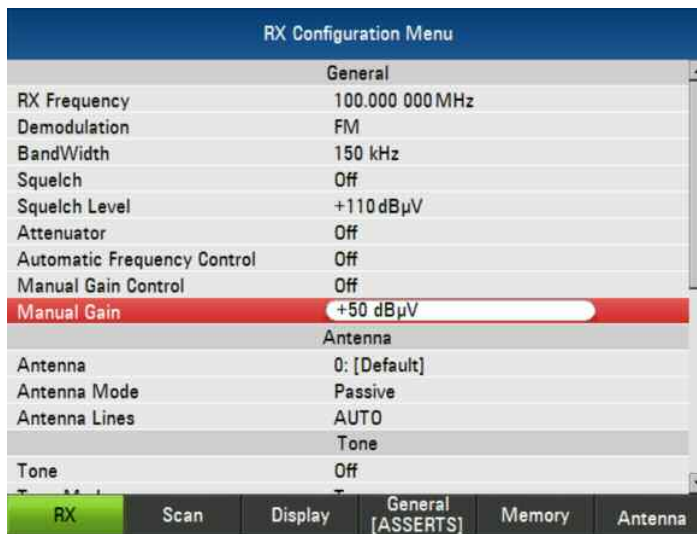 RX Configuration Menu
General
RX Frequency 100.000 000 MHz
Demodulation FM
BandWidth 150 kHz
Squelch Off
Squelch Level +110 dBµV
Attenuator Off
Automatic Frequency Control Off
Manual Gain Control Off
Manual Gain +50 dBµV
Antenna
Antenna 0: [Default]
Antenna Mode Passive
Antenna Lines AUTO
Tone
Tone Off
RX Scan Display General [ASSERTS] Memory Antenna